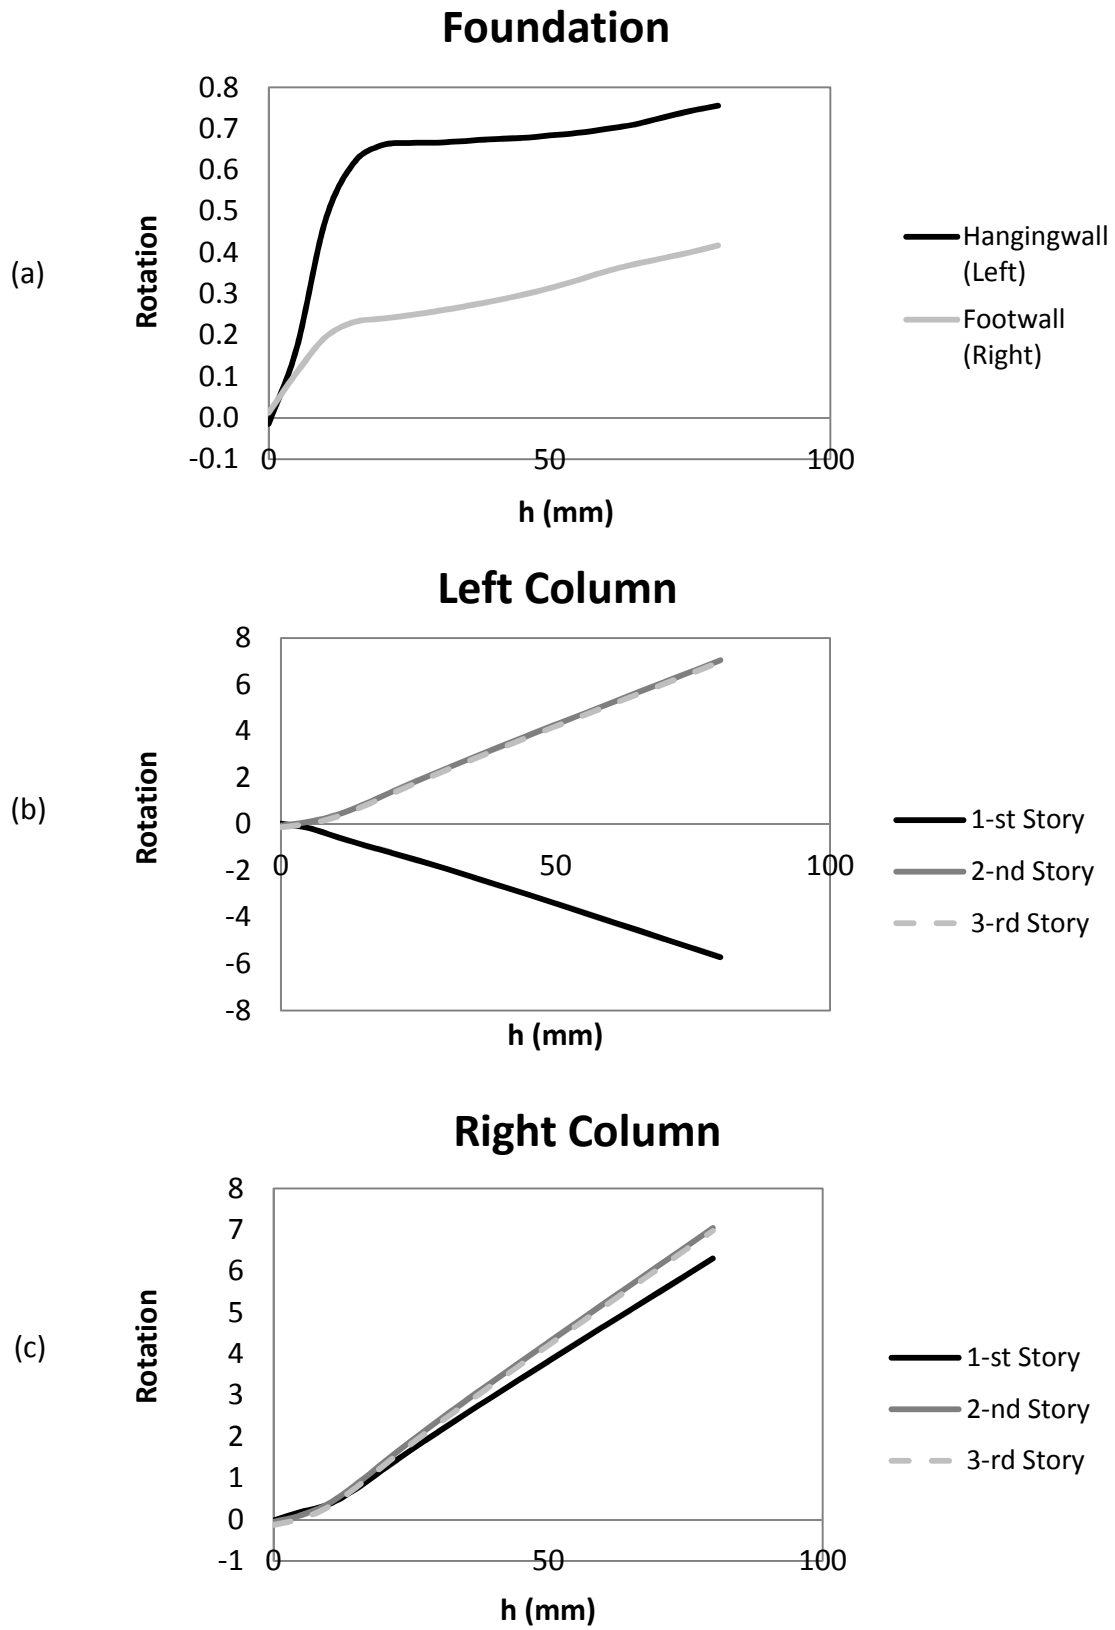 Foundation
0.8
0.7
0.6
0.5
0.4
0.3
0.2
0.1
0.0
-0.1
0
50
100
Rotation
h (mm)
(a)
Hangingwall
(Left)
Footwall
(Right)
Left Column
8
6
4
2
0
-2
-4
-6
-8
0
50
100
Rotation
h (mm)
(b)
1-st Story
2-nd Story
3-rd Story
Right Column
8
7
6
5
4
3
2
1
0
-1
0
50
100
Rotation
h (mm)
(c)
1-st Story
2-nd Story
3-rd Story